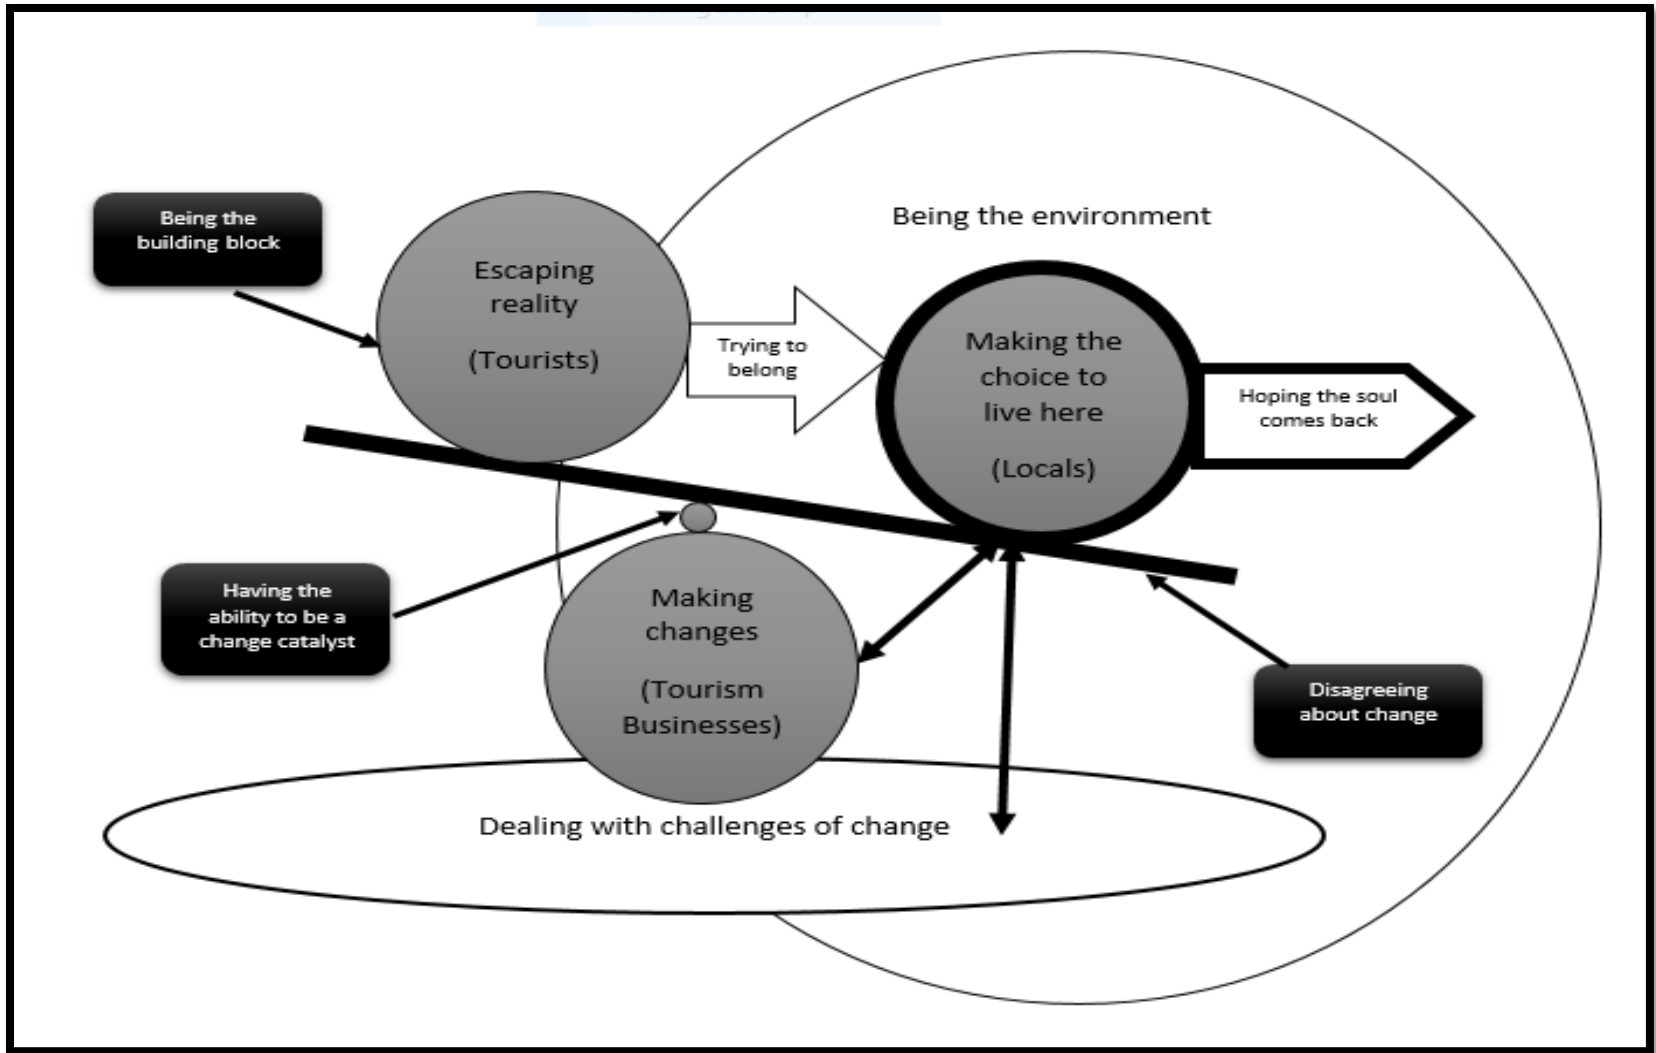 Being the environment
Being the
building block
Escaping
reality
(Tourists)
Trying to
belong
Making the
choice to
live here
(Locals)
Hoping the soul
comes back
Having the
ability to be a
change catalyst
Making
changes
(Tourism
Businesses)
Disagreeing
about change
Dealing with challenges of change